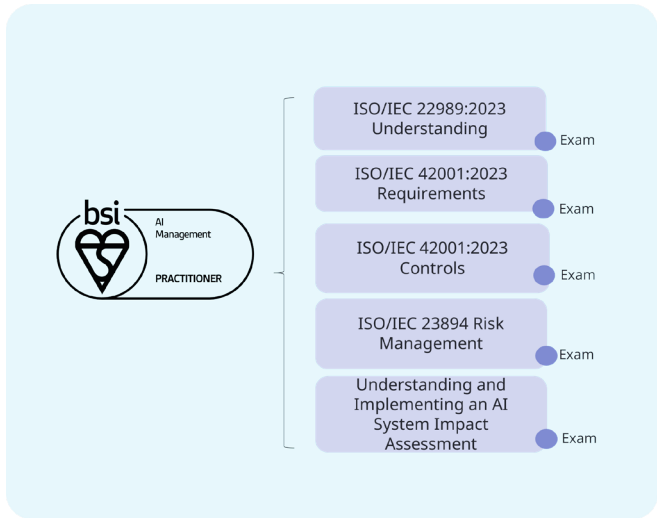 bsi
AI
Management
PRACTITIONER
ISO/IEC 22989:2023
Understanding
Exam
ISO/IEC 42001:2023
Requirements
Exam
ISO/IEC 42001:2023
Controls
Exam
ISO/IEC 23894 Risk
Management
Exam
Understanding and
Implementing an AI
System Impact
Assessment
Exam